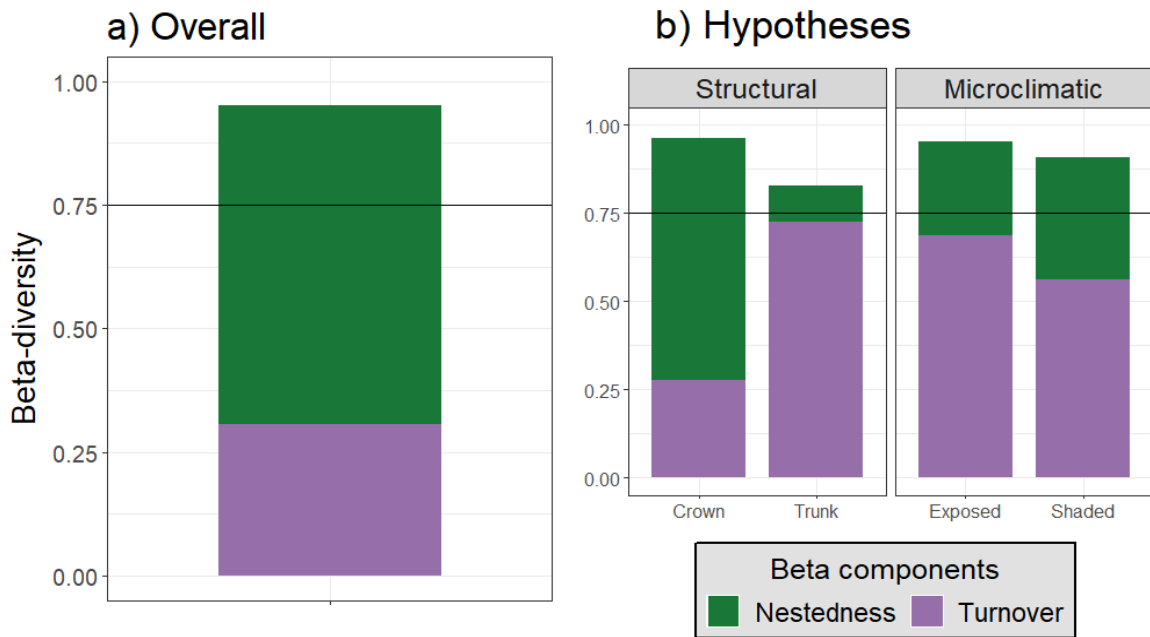 a) Overall
Beta-diversity
1.00
0.75
0.50
0.25
0.00
b) Hypotheses
Structural Microclimatic
1.00
0.75
0.50
0.25
0.00
Crown Trunk Exposed Shaded
Beta components
Nestedness Turnover